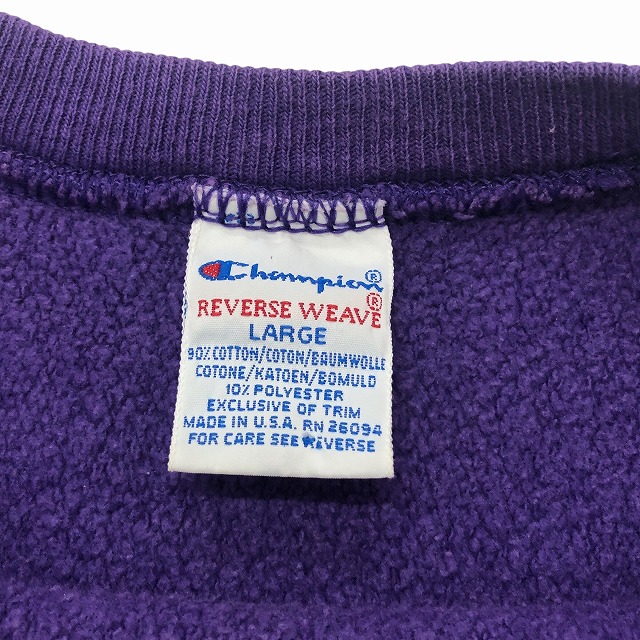 Champion®
REVERSE WEAVE®
LARGE
90% COTTON/COTON/BAUMWOLLE
COTONE/KATOEN/BOMULD
10% POLYESTER
EXCLUSIVE OF TRIM
MADE IN U.S.A. RN 26094
FOR CARE SEE REVERSE